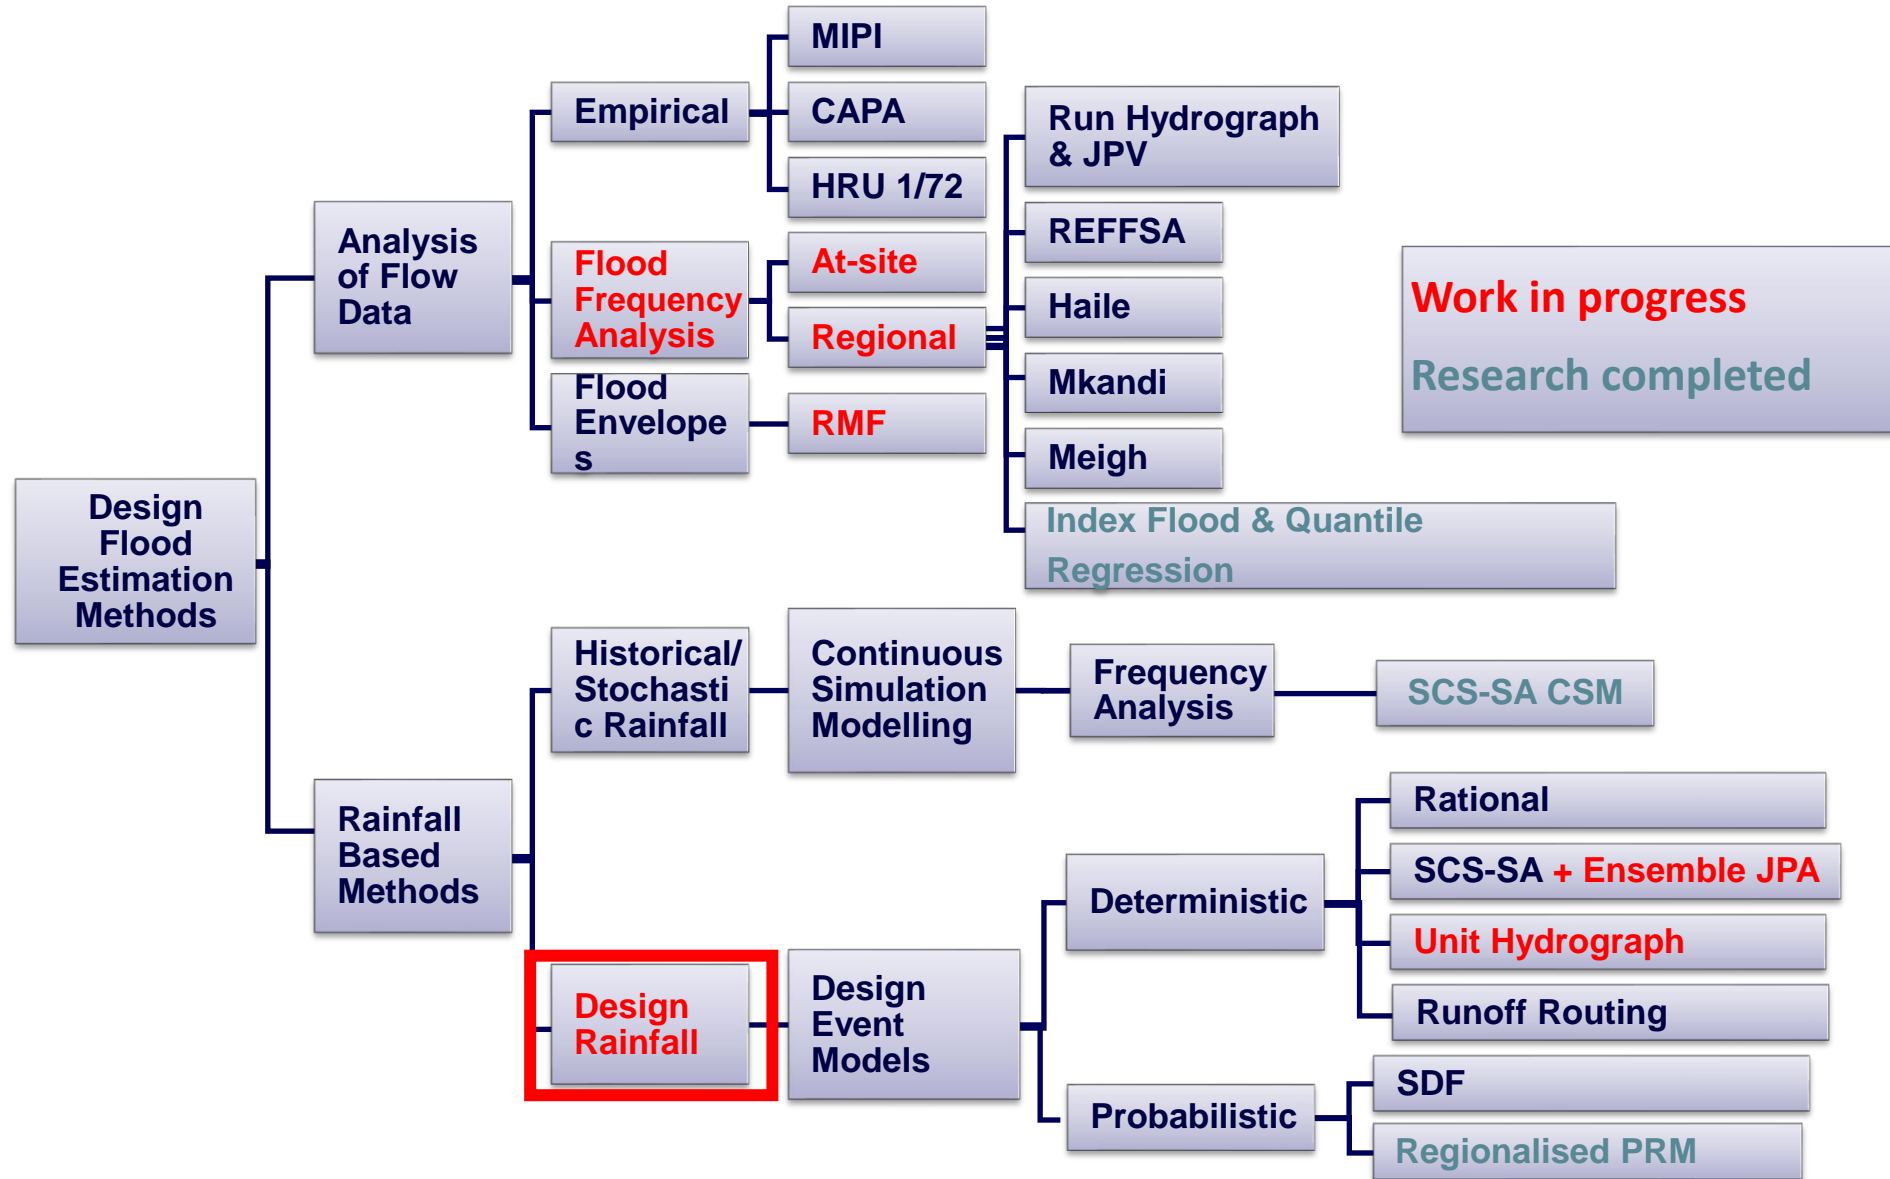 Design
Flood
Estimation
Methods
Analysis
of Flow
Data
Empirical
MIPI
CAPA
HRU 1/72
Flood
Frequency
Analysis
At-site
Regional
Run Hydrograph
& JPV
REFFSA
Haile
Mkandi
Meigh
Index Flood & Quantile
Regression
Flood
Envelope
s
RMF
Work in progress
Research completed
Rainfall
Based
Methods
Historical/
Stochasti
c Rainfall
Continuous
Simulation
Modelling
Frequency
Analysis
SCS-SA CSM
Design
Rainfall
Design
Event
Models
Deterministic
Rational
SCS-SA + Ensemble JPA
Unit Hydrograph
Runoff Routing
Probabilistic
SDF
Regionalised PRM